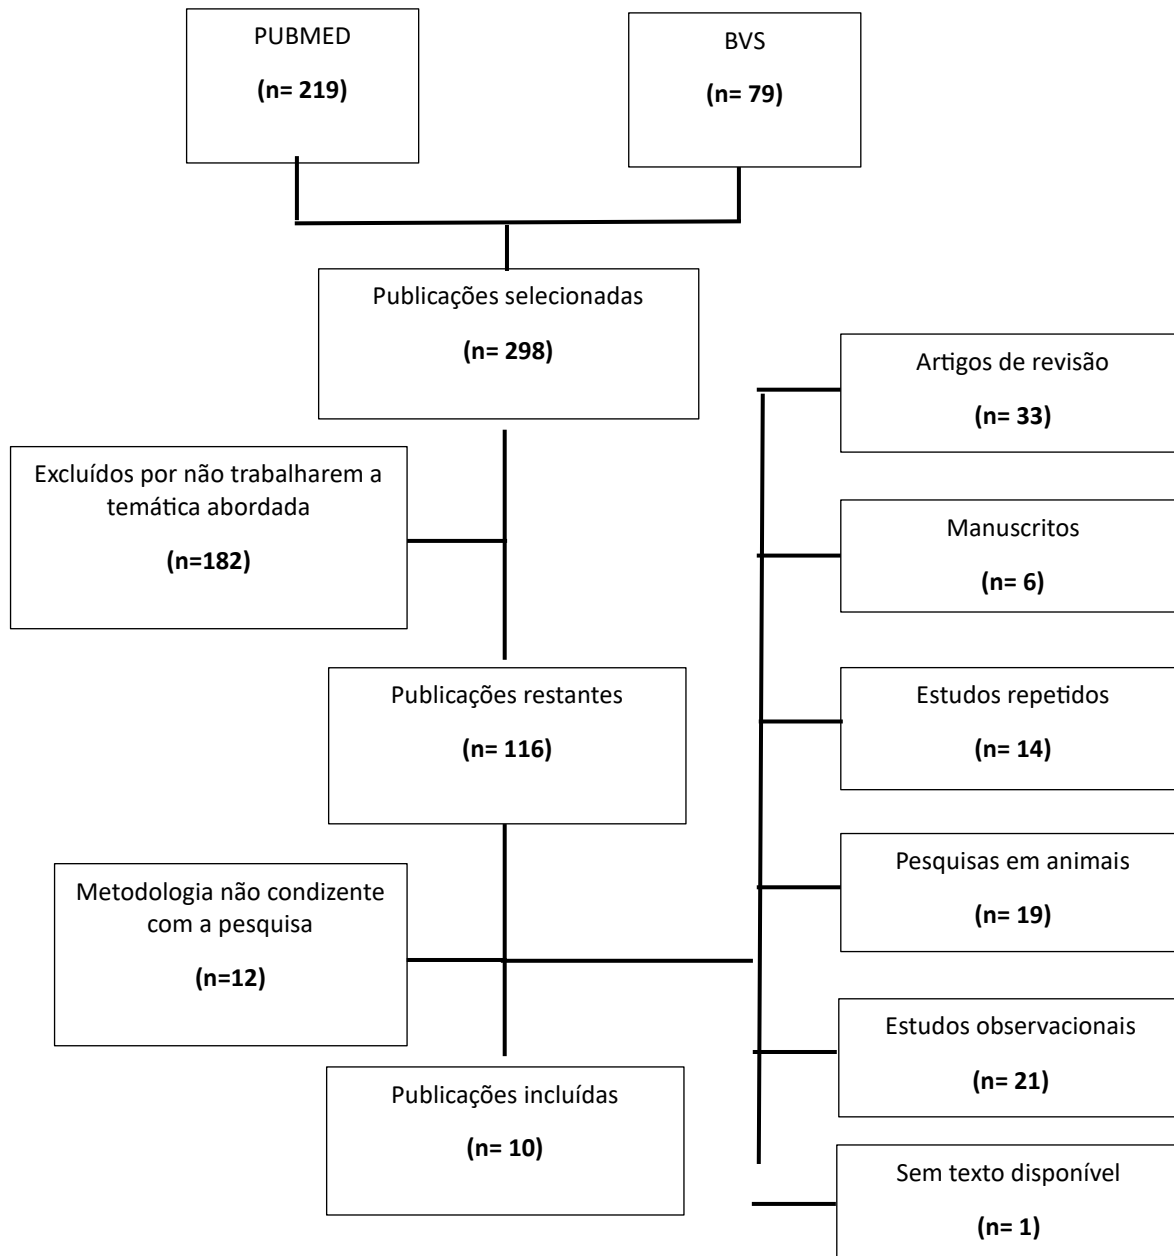 PUBMED
(n= 219)
BVS
(n= 79)
Publicações selecionadas
(n= 298)
Excluídos por não trabalharem a
temática abordada
(n=182)
Publicações restantes
(n= 116)
Metodologia não condizente
com a pesquisa
(n=12)
Publicações incluídas
(n= 10)
Artigos de revisão
(n= 33)
Manuscritos
(n= 6)
Estudos repetidos
(n= 14)
Pesquisas em animais
(n= 19)
Estudos observacionais
(n= 21)
Sem texto disponível
(n= 1)